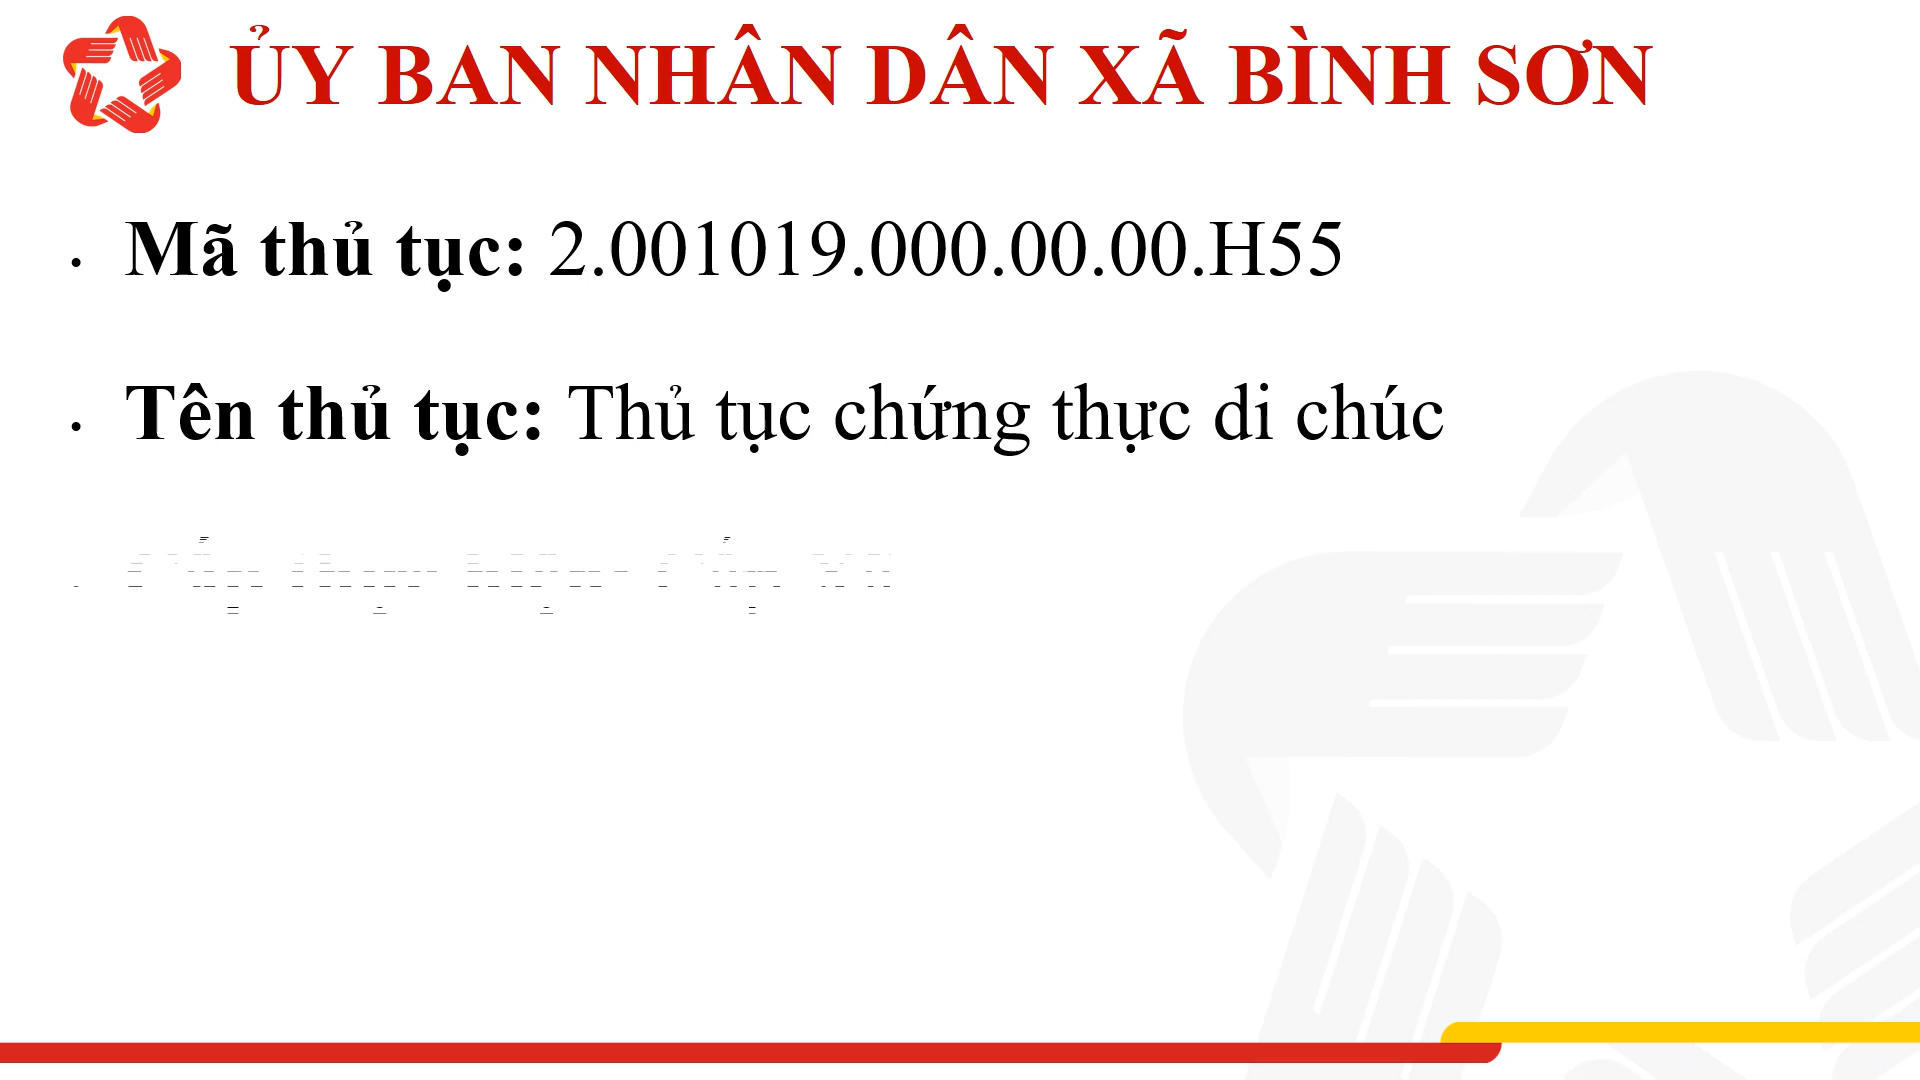 ỦY BAN NHÂN DÂN XÃ BÌNH SƠN
• Mã thủ tục: 2.001019.000.00.00.H55
• Tên thủ tục: Thủ tục chứng thực di chúc